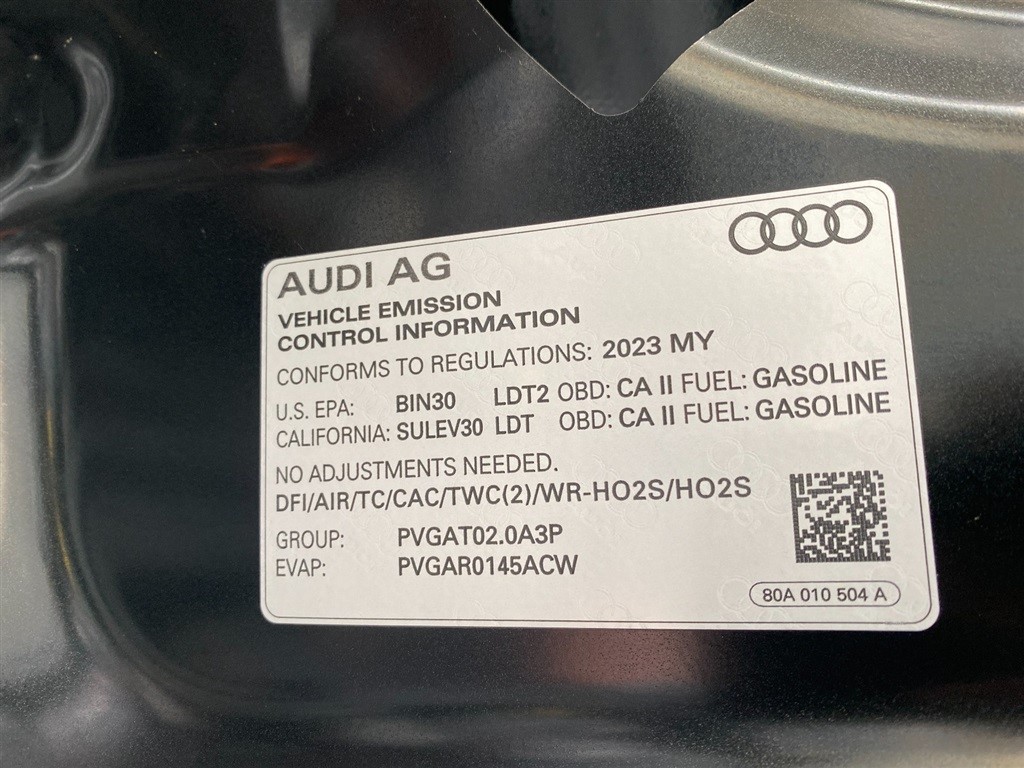 AUDI AG
VEHICLE EMISSION
CONTROL INFORMATION
CONFORMS TO REGULATIONS: 2023 MY
U.S. EPA: BIN30 LDT2 OBD: CA II FUEL: GASOLINE
CALIFORNIA: SULEV30 LDT OBD: CA II FUEL: GASOLINE
NO ADJUSTMENTS NEEDED.
DFI/AIR/TC/CAC/TWC(2)/WR-HO2S/HO2S
GROUP: PVGAT02.0A3P
EVAP: PVGAR0145ACW
80A 010 504 A